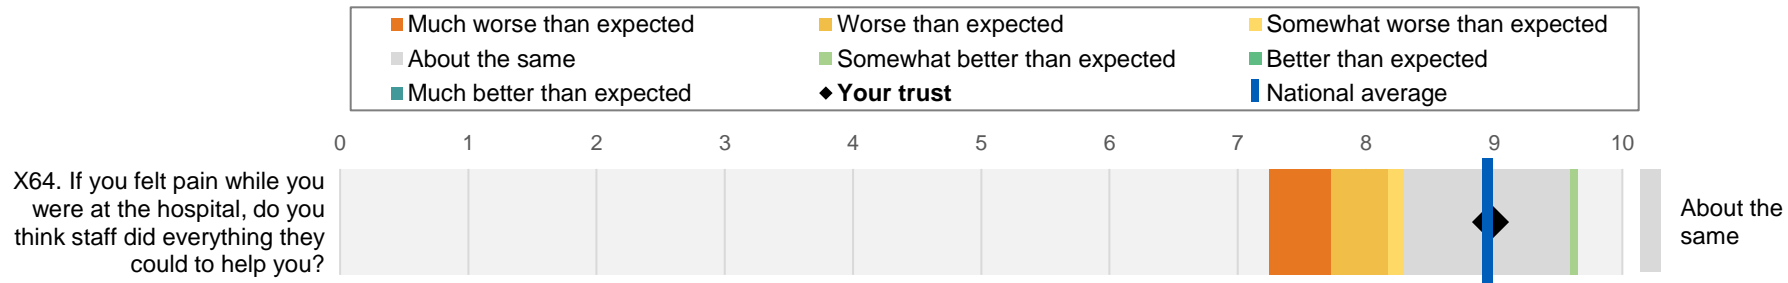 Much worse than expected Worse than expected Somewhat worse than expected
About the same Somewhat better than expected Better than expected
Much better than expected Your trust National average
0 1 2 3 4 5 6 7 8 9 10
X64. If you felt pain while you
were at the hospital, do you
think staff did everything they
could to help you?
About the
same